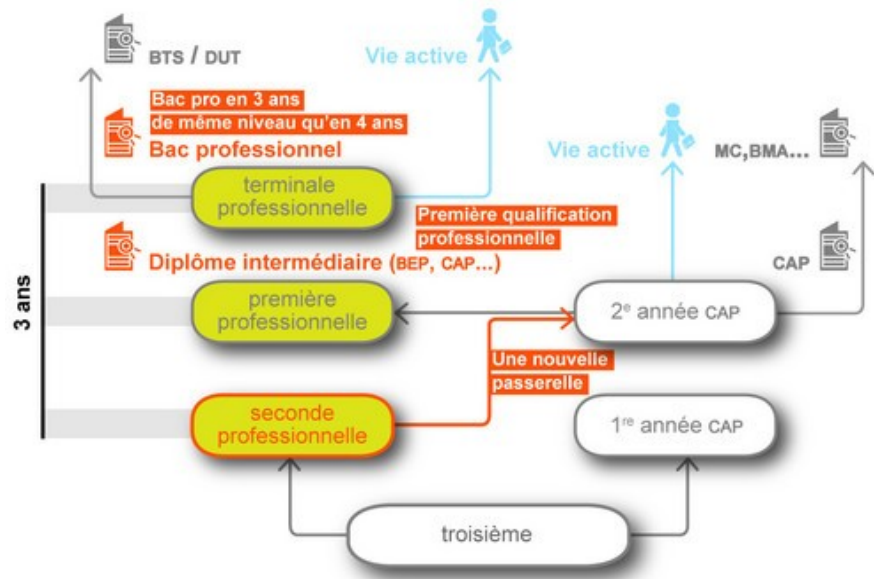 BTS / DUT
Vie active
Bac pro en 3 ans
de même niveau qu'en 4 ans
Bac professionnel
Vie active
MC,BMA...
terminale
professionnelle
Première qualification
professionnelle
Diplôme intermédiaire (BEP, CAP...)
CAP
3 ans
première
professionnelle
2e année CAP
Une nouvelle
passerelle
seconde
professionnelle
1re année CAP
troisième